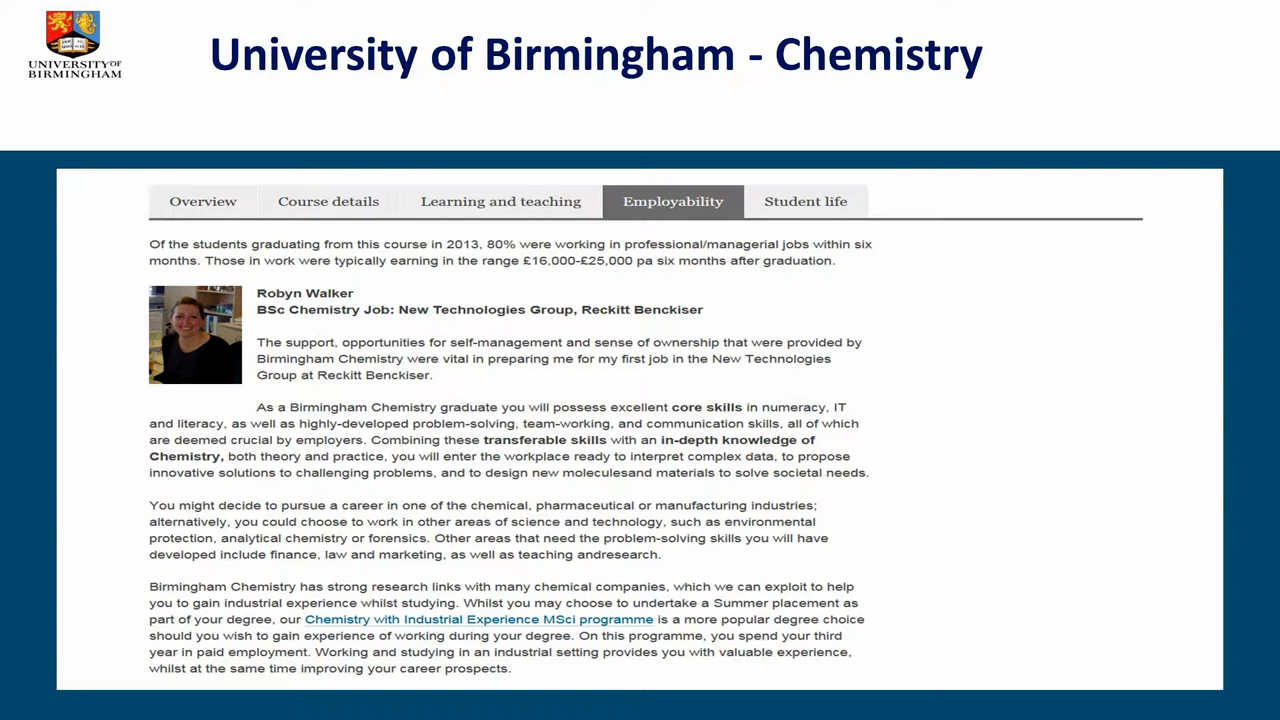 UNIVERSITY OF
BIRMINGHAM
University of Birmingham - Chemistry
Overview
Course details
Learning and teaching
Employability
Student life
Of the students graduating from this course in 2013, 80% were working in professional/managerial jobs within six
months. Those in work were typically earning in the range £16,000-£25,000 pa six months after graduation.
Robyn Walker
BSc Chemistry Job: New Technologies Group, Reckitt Benckiser
The support, opportunities for self-management and sense of ownership that were provided by
Birmingham Chemistry were vital in preparing me for my first job in the New Technologies
Group at Reckitt Benckiser.
As a Birmingham Chemistry graduate you will possess excellent core skills in numeracy, IT
and literacy, as well as highly-developed problem-solving, team-working, and communication skills, all of which
are deemed crucial by employers. Combining these transferable skills with an in-depth knowledge of
Chemistry, both theory and practice, you will enter the workplace ready to interpret complex data, to propose
innovative solutions to challenging problems, and to design new moleculesand materials to solve societal needs.
You might decide to pursue a career in one of the chemical, pharmaceutical or manufacturing industries;
alternatively, you could choose to work in other areas of science and technology, such as environmental
protection, analytical chemistry or forensics. Other areas that need the problem-solving skills you will have
developed include finance, law and marketing, as well as teaching andresearch.
Birmingham Chemistry has strong research links with many chemical companies, which we can exploit to help
you to gain industrial experience whilst studying. Whilst you may choose to undertake a Summer placement as
part of your degree, our Chemistry with Industrial Experience MSci programme is a more popular degree choice
should you wish to gain experience of working during your degree. On this programme, you spend your third
year in paid employment. Working and studying in an industrial setting provides you with valuable experience,
whilst at the same time improving your career prospects.